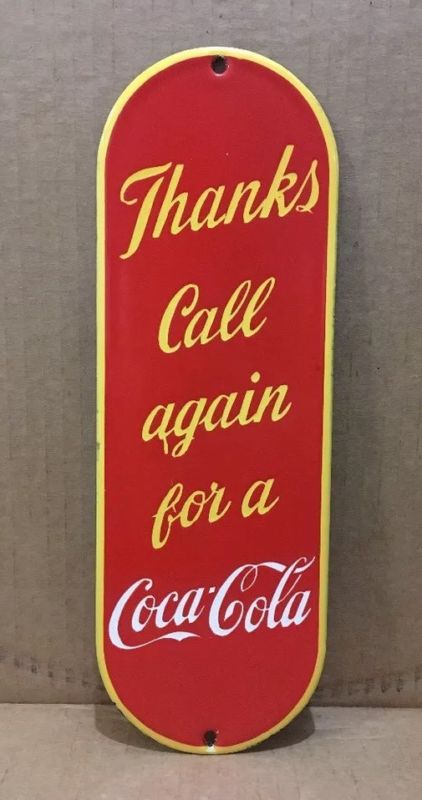 Thanks
Call
again
for a
Coca-Cola